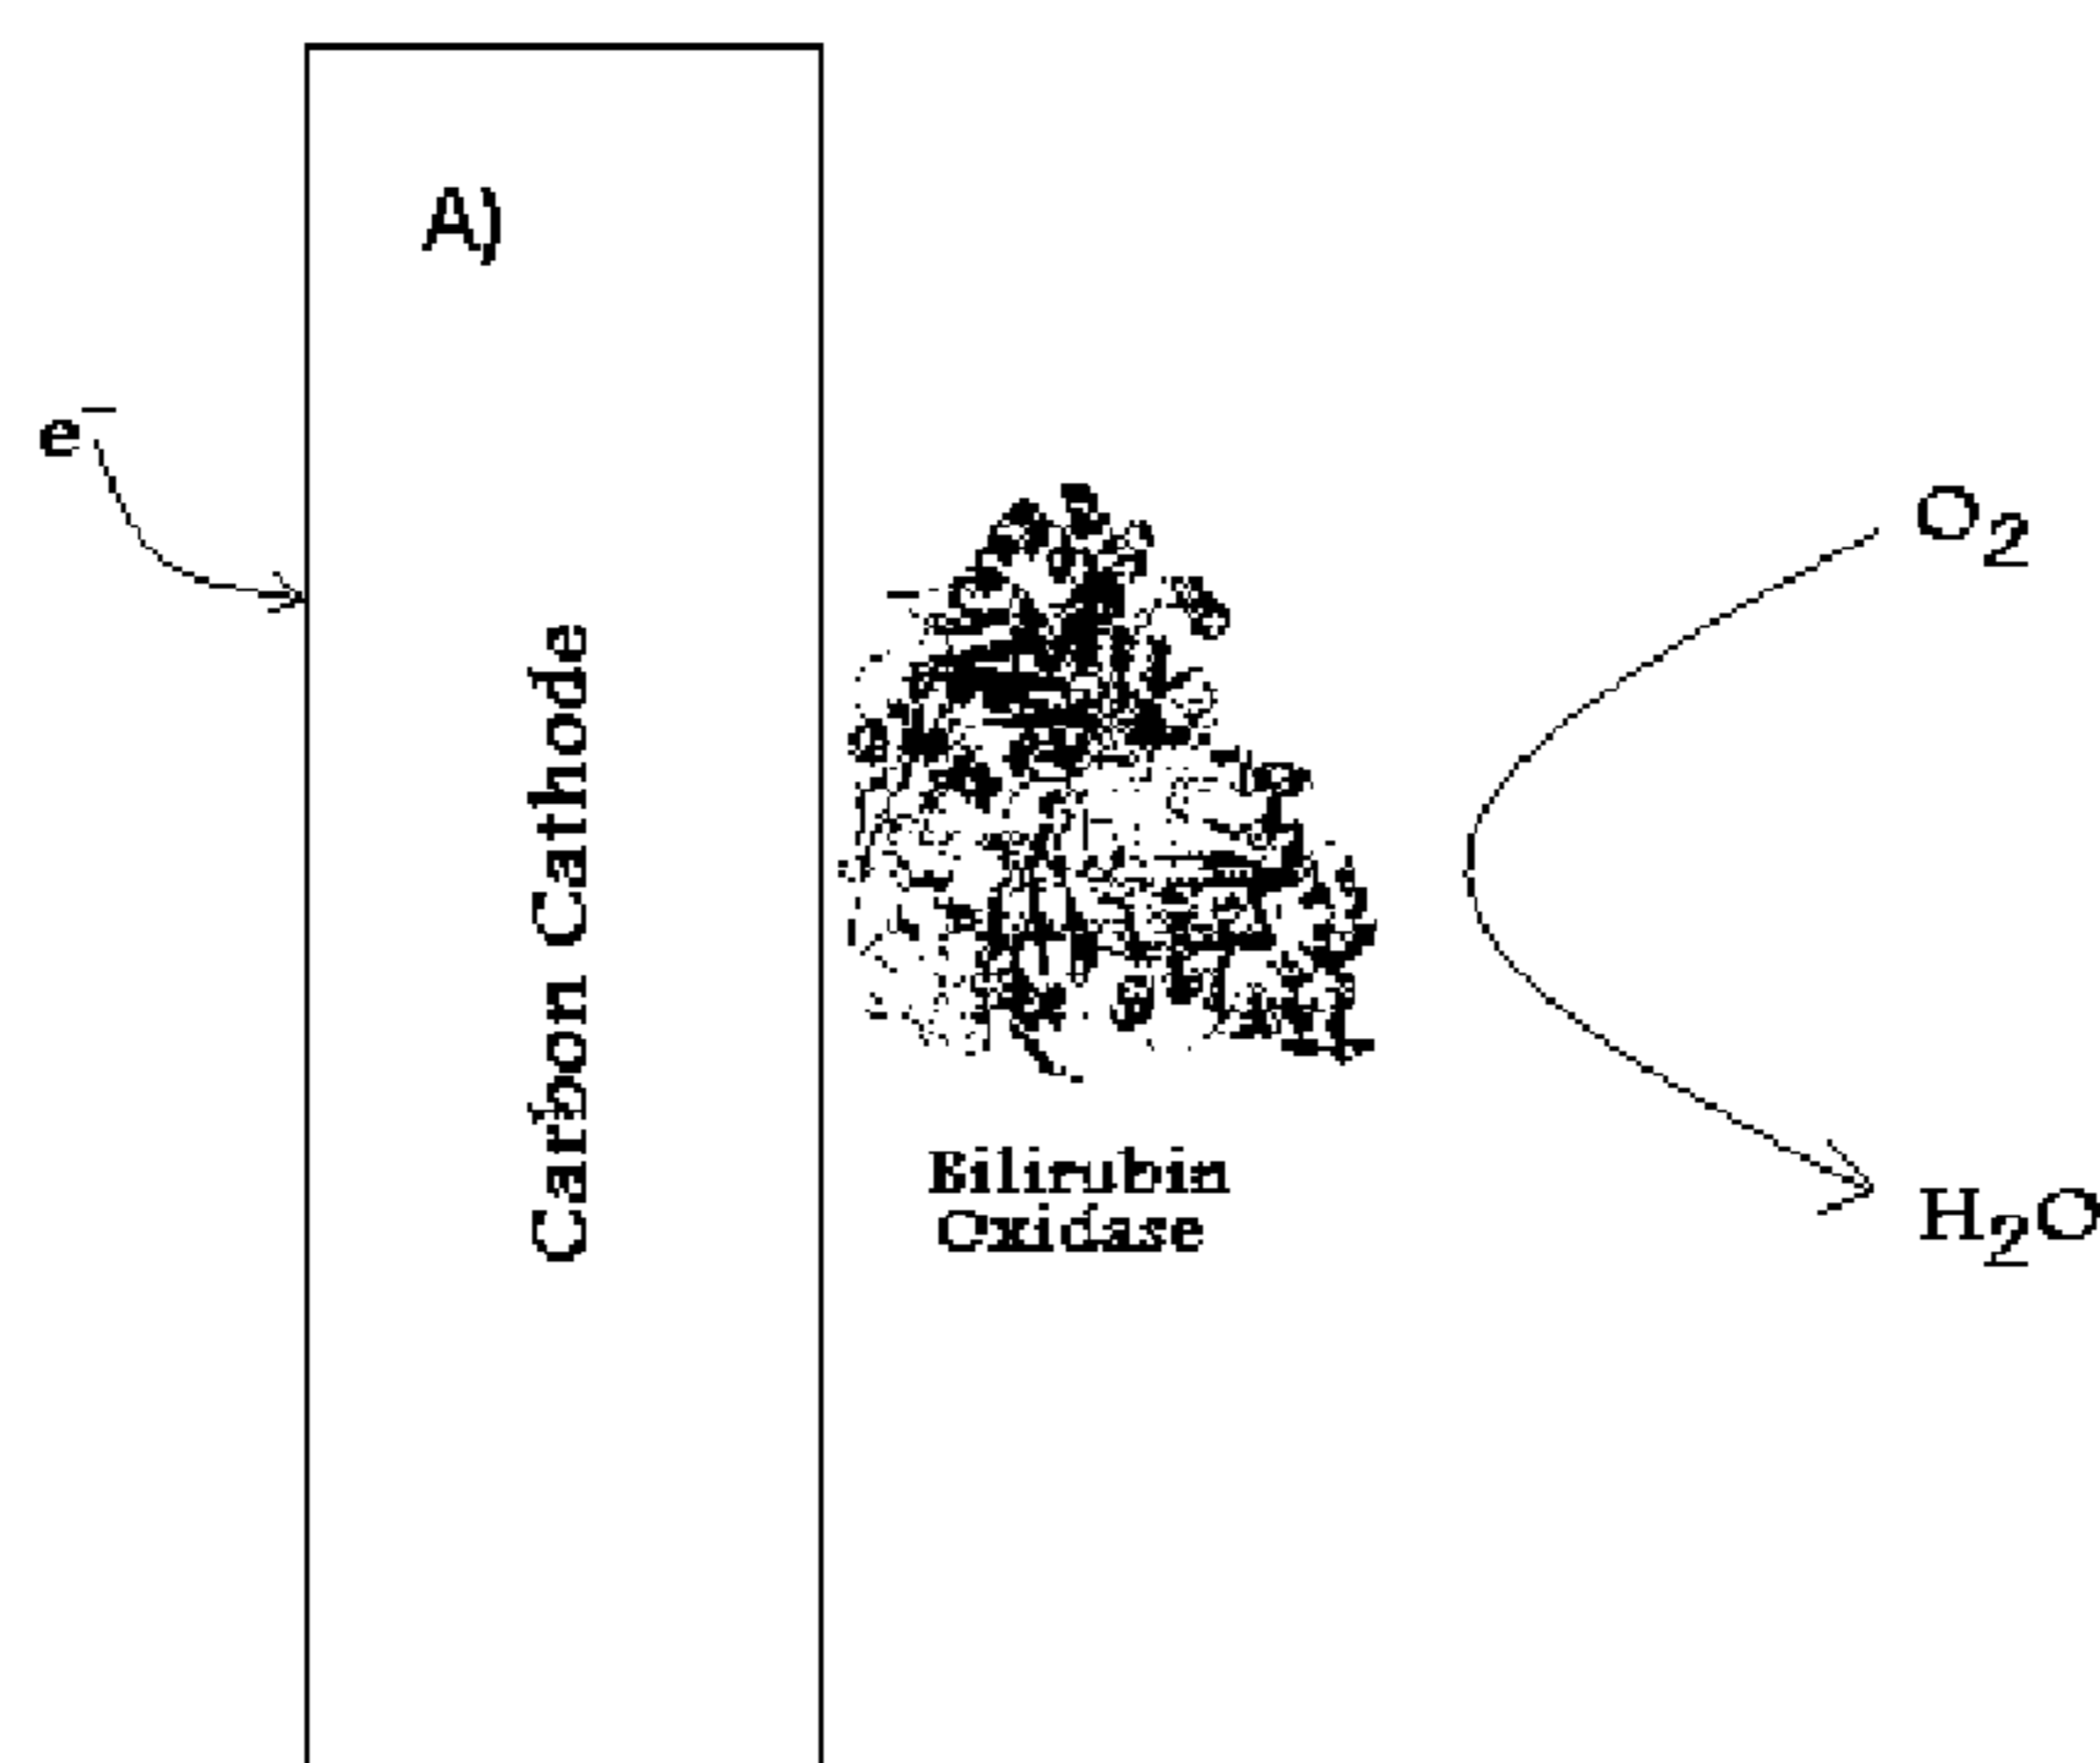 A)
e⁻
Carbon Cathode
O₂
Bilirubin
Oxidase
H₂O